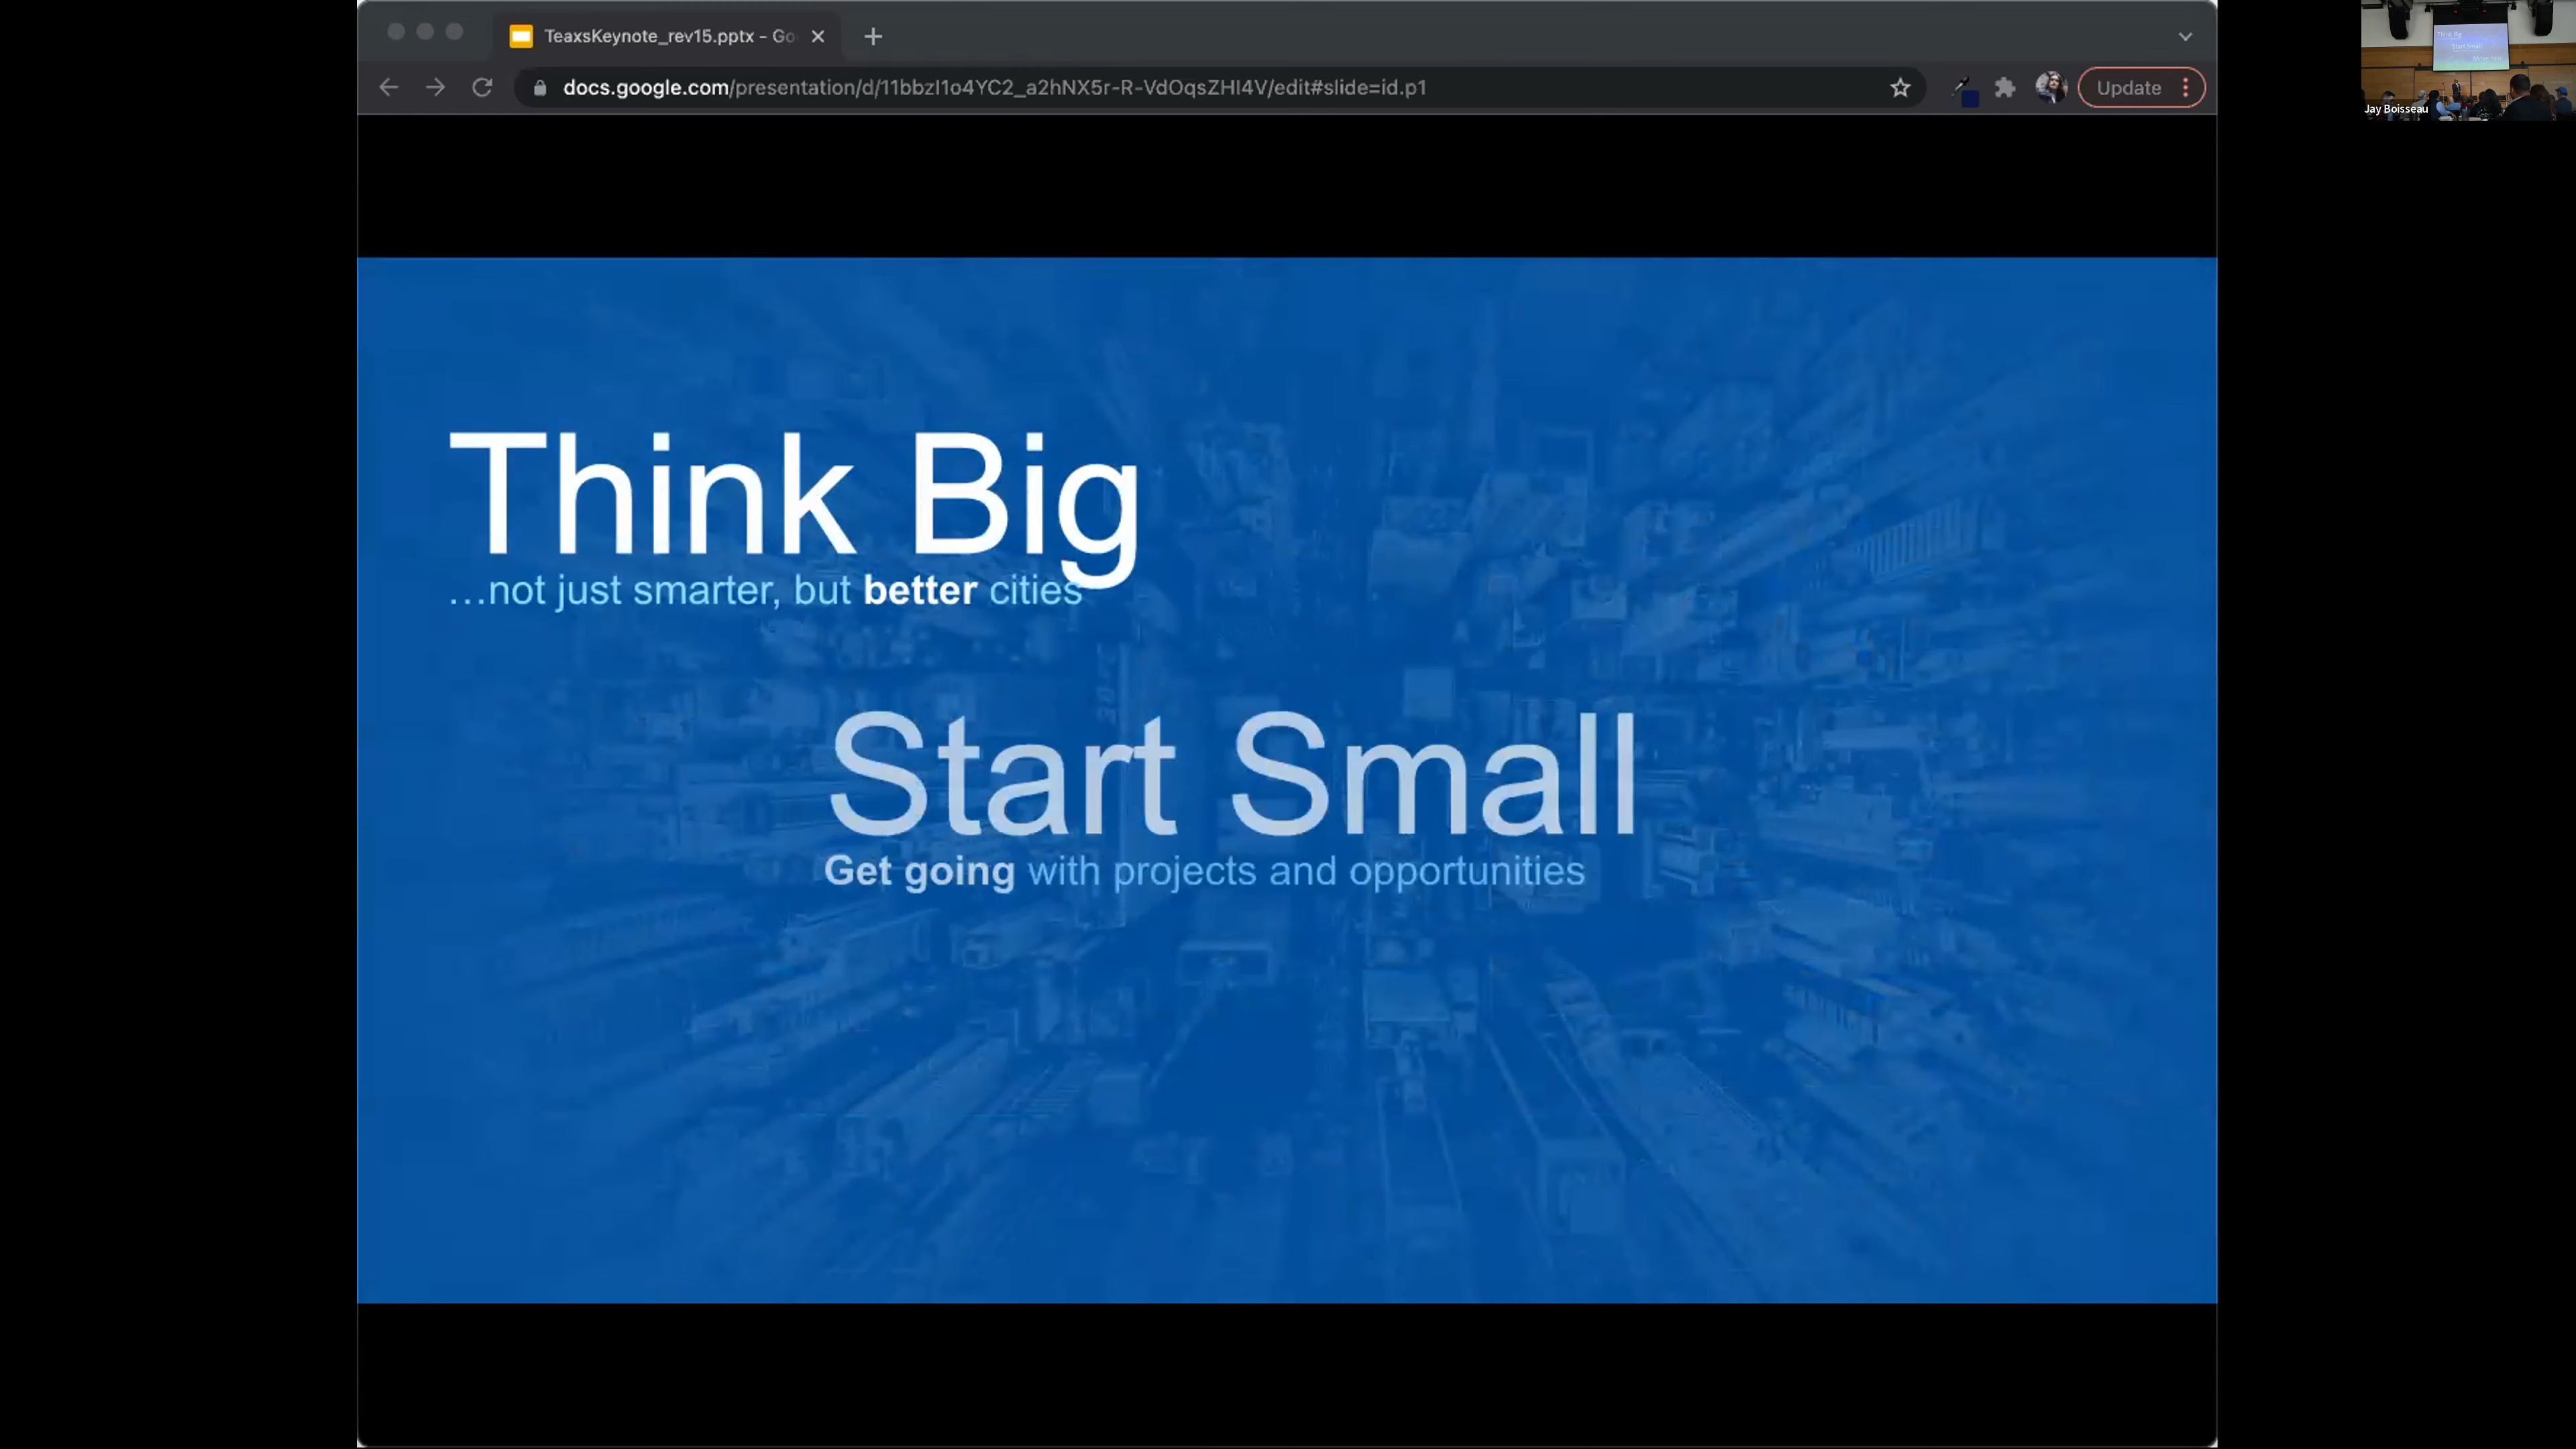 TeaxsKeynote_rev15.pptx - Go
docs.google.com/presentation/d/11bbzI1o4YC2_a2hNX5r-R-VdOqsZHI4V/edit#slide=id.p1
Update
Jay Boisseau
Think Big
...not just smarter, but better cities
Start Small
Get going with projects and opportunities